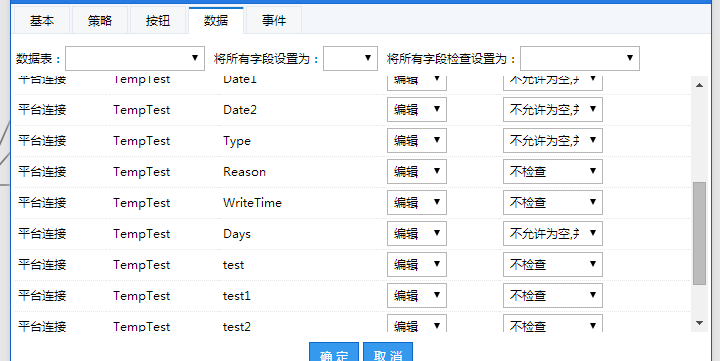 基本 策略 按钮 数据 事件
数据表： 将所有字段设置为： 将所有字段检查设置为：
平台连接 TempTest Date1 编辑 不允许为空,并
平台连接 TempTest Date2 编辑 不允许为空,并
平台连接 TempTest Type 编辑 不允许为空,并
平台连接 TempTest Reason 编辑 不检查
平台连接 TempTest WriteTime 编辑 不检查
平台连接 TempTest Days 编辑 不允许为空,并
平台连接 TempTest test 编辑 不检查
平台连接 TempTest test1 编辑 不检查
平台连接 TempTest test2 编辑 不检查
确 定 取 消